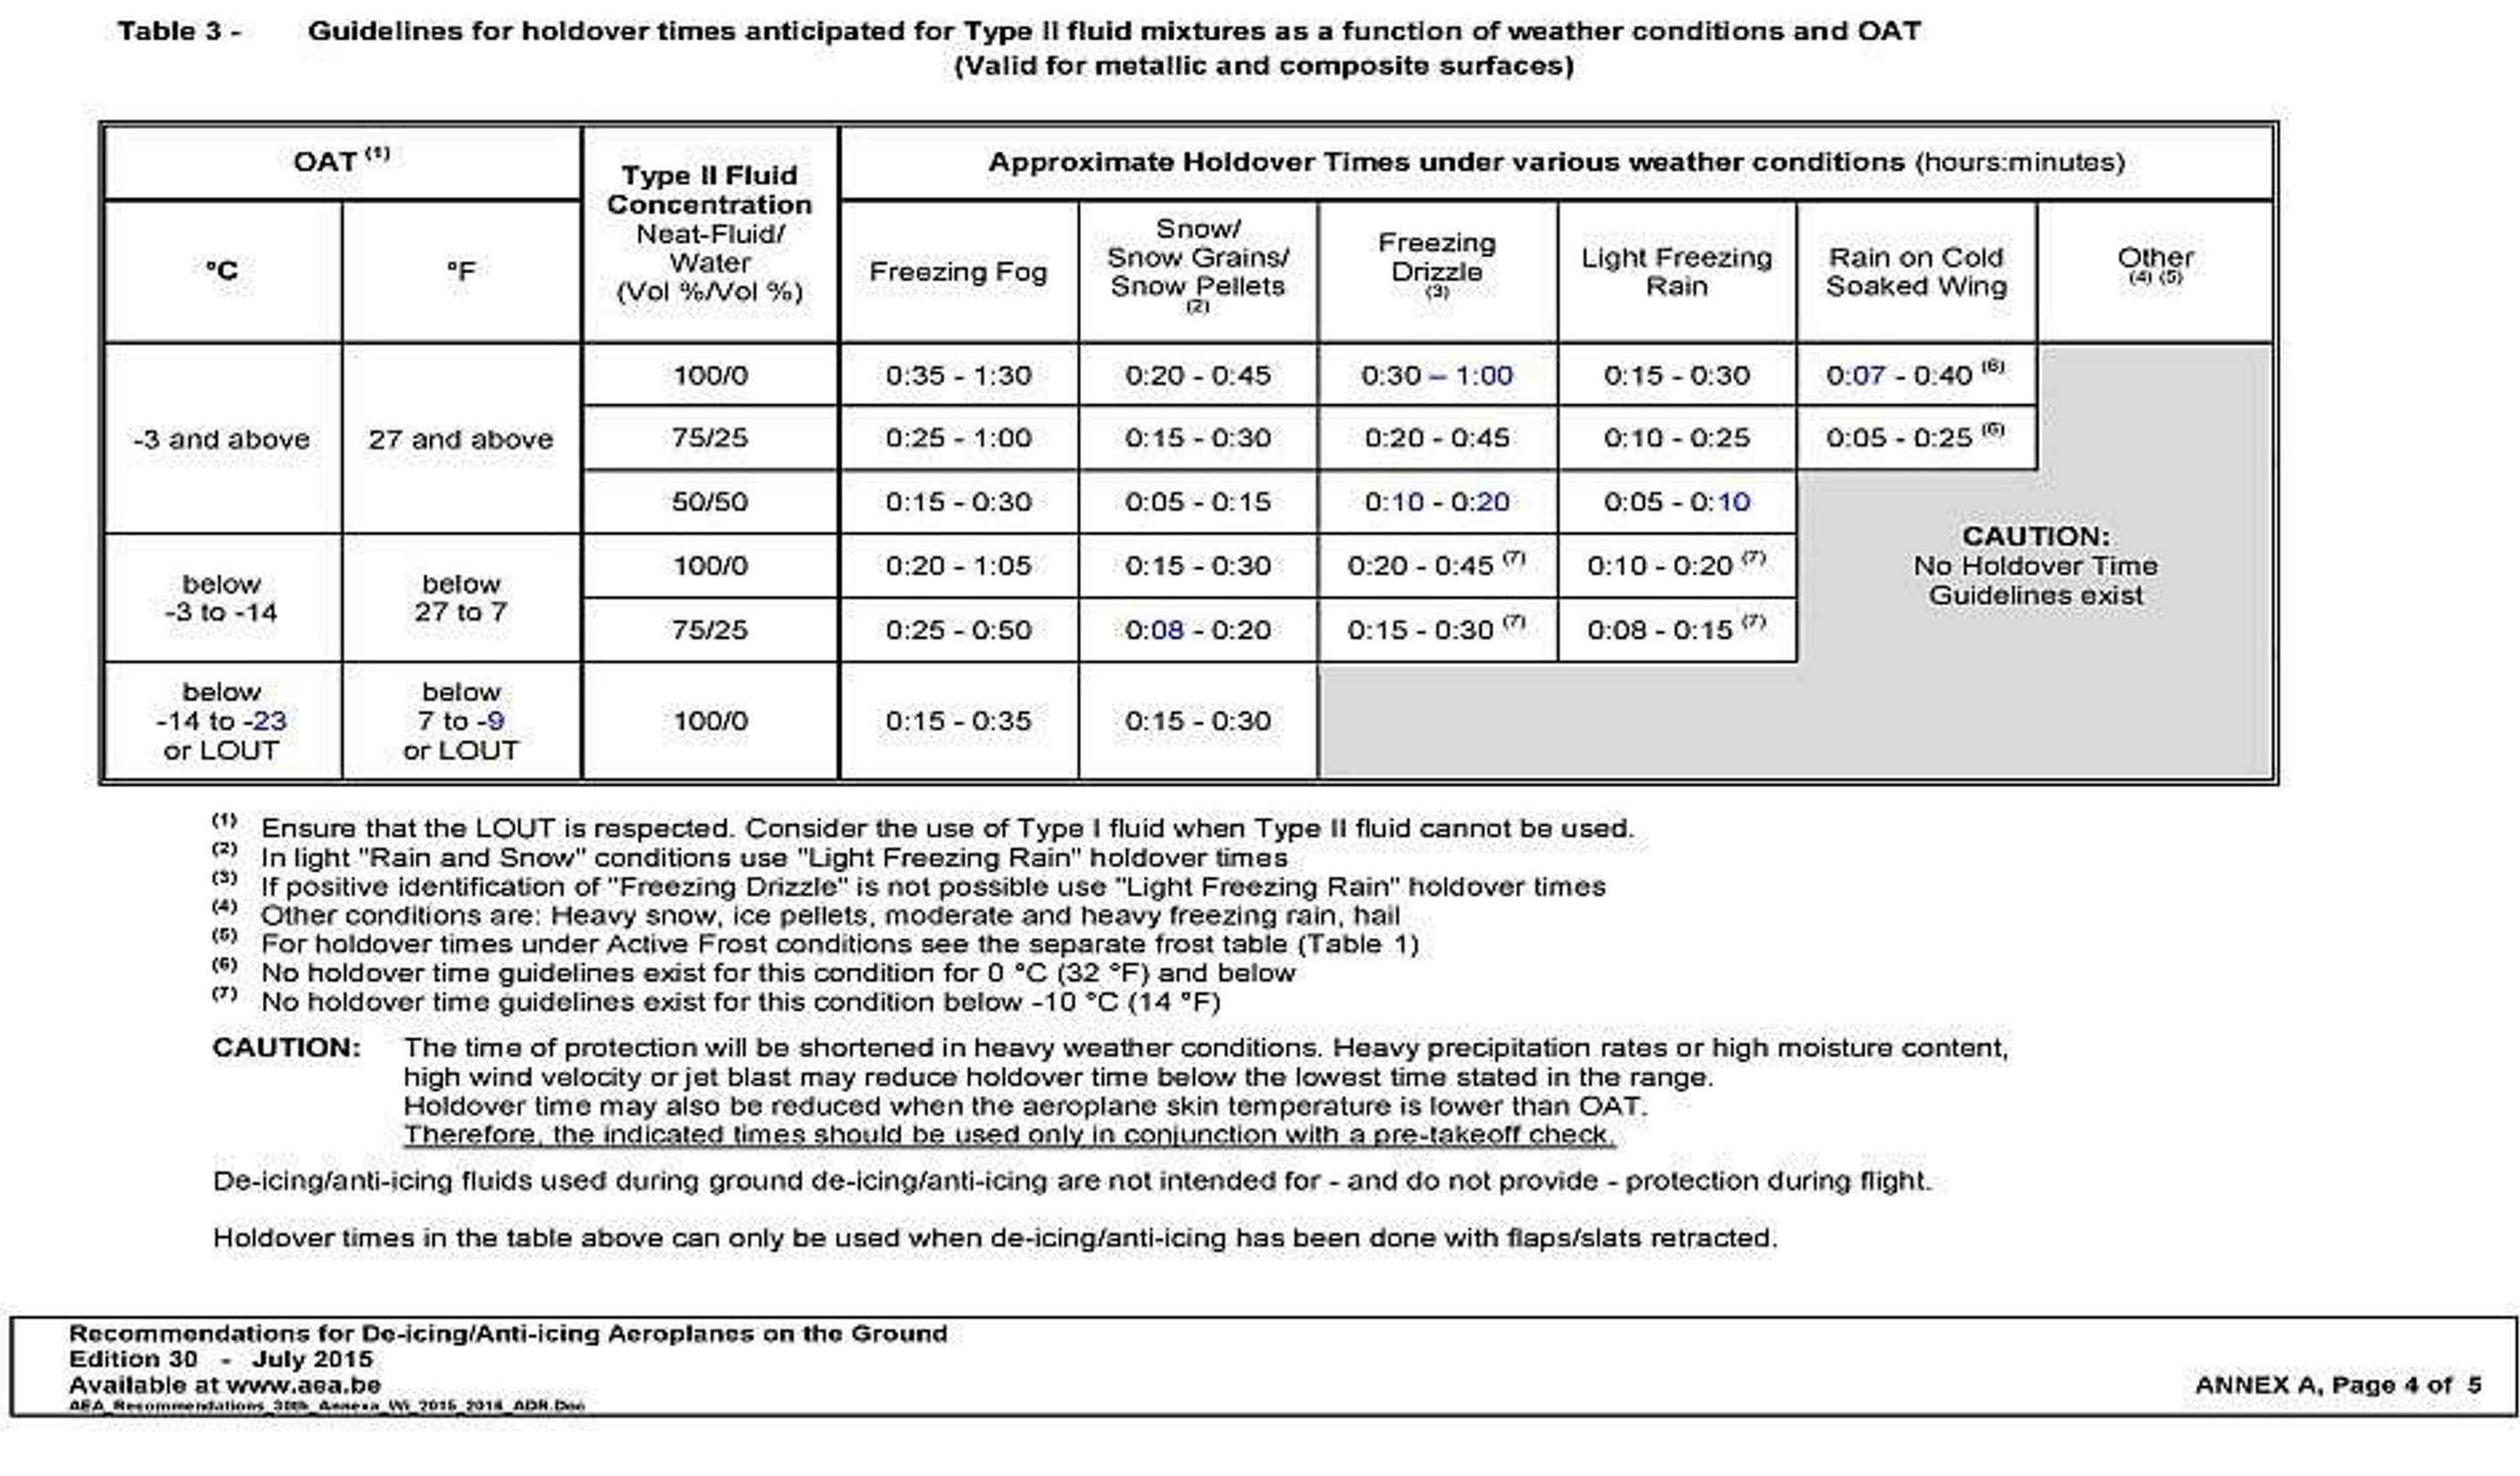 Table 3 - Guidelines for holdover times anticipated for Type II fluid mixtures as a function of weather conditions and OAT
(Valid for metallic and composite surfaces)
OAT (1)
Type II Fluid
Concentration
Neat-Fluid/
Water
(Vol %/Vol %)
Approximate Holdover Times under various weather conditions (hours:minutes)
°C
°F
Freezing Fog
Snow/
Snow Grains/
Snow Pellets
(2)
Freezing
Drizzle
(3)
Light Freezing
Rain
Rain on Cold
Soaked Wing
Other
(4) (5)
-3 and above
27 and above
100/0 0:35 - 1:30 0:20 - 0:45 0:30 – 1:00 0:15 - 0:30 0:07 - 0:40 (6)
75/25 0:25 - 1:00 0:15 - 0:30 0:20 - 0:45 0:10 - 0:25 0:05 - 0:25 (6)
50/50 0:15 - 0:30 0:05 - 0:15 0:10 - 0:20 0:05 - 0:10
below
-3 to -14
below
27 to 7
100/0 0:20 - 1:05 0:15 - 0:30 0:20 - 0:45 (7) 0:10 - 0:20 (7)
75/25 0:25 - 0:50 0:08 - 0:20 0:15 - 0:30 (7) 0:08 - 0:15 (7)
below
-14 to -23
or LOUT
below
7 to -9
or LOUT
100/0 0:15 - 0:35 0:15 - 0:30
CAUTION:
No Holdover Time
Guidelines exist
(1) Ensure that the LOUT is respected. Consider the use of Type I fluid when Type II fluid cannot be used.
(2) In light "Rain and Snow" conditions use "Light Freezing Rain" holdover times
(3) If positive identification of "Freezing Drizzle" is not possible use "Light Freezing Rain" holdover times
(4) Other conditions are: Heavy snow, ice pellets, moderate and heavy freezing rain, hail
(5) For holdover times under Active Frost conditions see the separate frost table (Table 1)
(6) No holdover time guidelines exist for this condition for 0 °C (32 °F) and below
(7) No holdover time guidelines exist for this condition below -10 °C (14 °F)
CAUTION: The time of protection will be shortened in heavy weather conditions. Heavy precipitation rates or high moisture content,
high wind velocity or jet blast may reduce holdover time below the lowest time stated in the range.
Holdover time may also be reduced when the aeroplane skin temperature is lower than OAT.
Therefore, the indicated times should be used only in conjunction with a pre-takeoff check.
De-icing/anti-icing fluids used during ground de-icing/anti-icing are not intended for - and do not provide - protection during flight.
Holdover times in the table above can only be used when de-icing/anti-icing has been done with flaps/slats retracted.
Recommendations for De-icing/Anti-icing Aeroplanes on the Ground
Edition 30 - July 2015
Available at www.aea.be
AEA_Recommendations_30th_Annexa_Wi_2015_2016_ADR.Doc
ANNEX A, Page 4 of 5